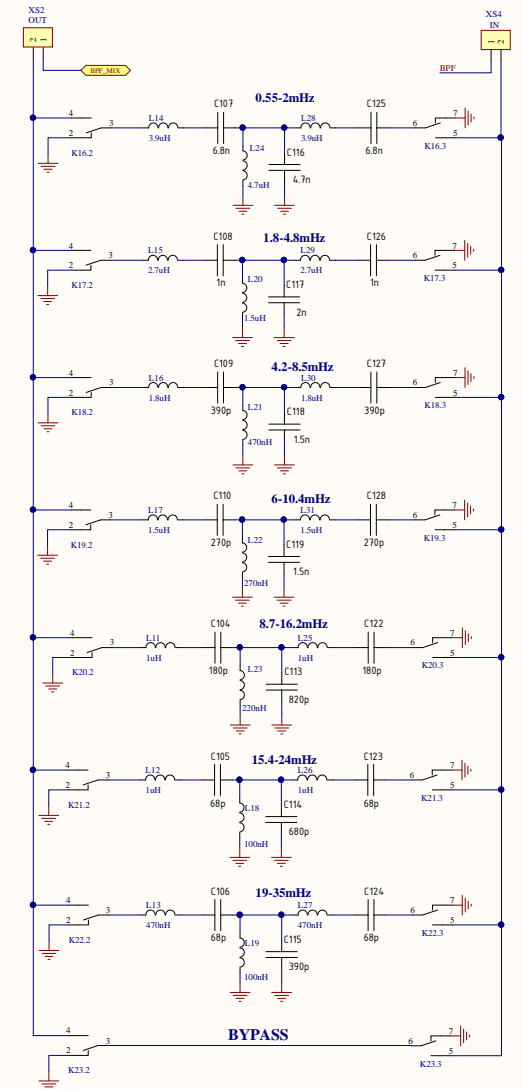 XS2
OUT
2 1
BPF_MIX
XS4
IN
1 2
BPF
0.55-2mHz
4 2 3 K16.2
L14 3.9uH
C107 6.8n
L24 4.7uH
C116 4.7n
L28 3.9uH
C125 6.8n
6 7 5 K16.3
1.8-4.8mHz
4 2 3 K17.2
L15 2.7uH
C108 1n
L20 1.5uH
C117 2n
L29 2.7uH
C126 1n
6 7 5 K17.3
4.2-8.5mHz
4 2 3 K18.2
L16 1.8uH
C109 390p
L21 470nH
C118 1.5n
L30 1.8uH
C127 390p
6 7 5 K18.3
6-10.4mHz
4 2 3 K19.2
L17 1.5uH
C110 270p
L22 270nH
C119 1.5n
L31 1.5uH
C128 270p
6 7 5 K19.3
8.7-16.2mHz
4 2 3 K20.2
L11 1uH
C104 180p
L23 220nH
C113 820p
L25 1uH
C122 180p
6 7 5 K20.3
15.4-24mHz
4 2 3 K21.2
L12 1uH
C105 68p
L18 100nH
C114 680p
L26 1uH
C123 68p
6 7 5 K21.3
19-35mHz
4 2 3 K22.2
L13 470nH
C106 68p
L19 100nH
C115 390p
L27 470nH
C124 68p
6 7 5 K22.3
BYPASS
4 2 3 K23.2
6 7 5 K23.3